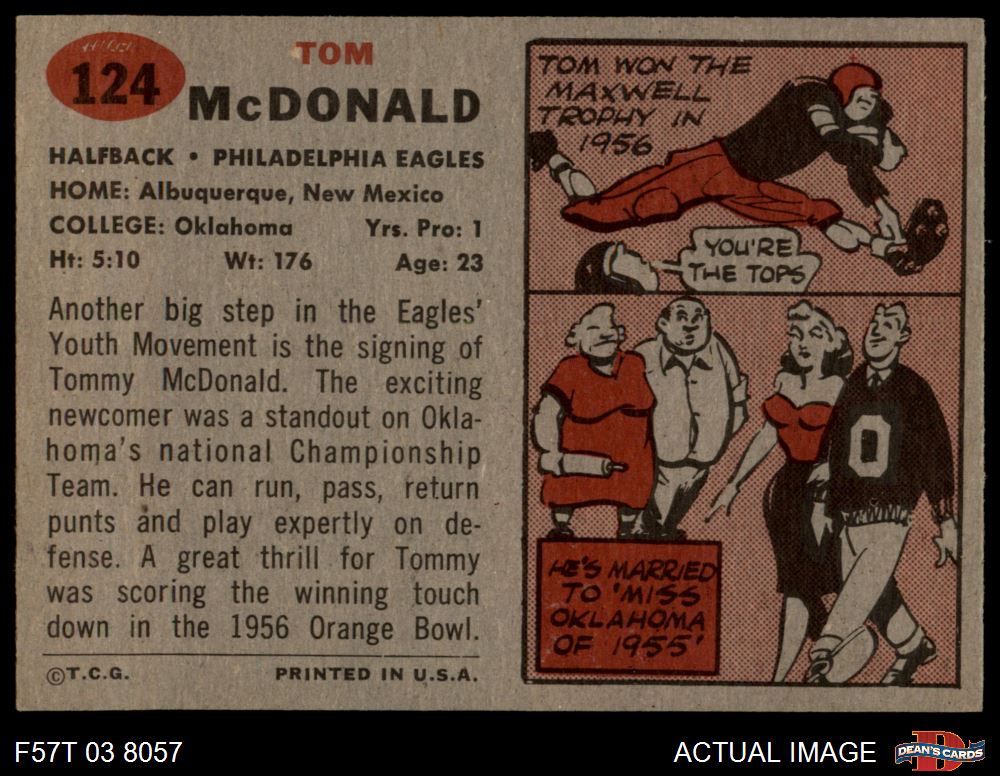 124
TOM
McDONALD
HALFBACK • PHILADELPHIA EAGLES
HOME: Albuquerque, New Mexico
COLLEGE: Oklahoma Yrs. Pro: 1
Ht: 5:10 Wt: 176 Age: 23
Another big step in the Eagles'
Youth Movement is the signing of
Tommy McDonald. The exciting
newcomer was a standout on Okla-
homa's national Championship
Team. He can run, pass, return
punts and play expertly on de-
fense. A great thrill for Tommy
was scoring the winning touch
down in the 1956 Orange Bowl.
©T.C.G. PRINTED IN U.S.A.
TOM WON THE
MAXWELL
TROPHY IN
1956
YOU'RE
THE TOPS
O
HE'S MARRIED
TO 'MISS
OKLAHOMA
OF 1955'
F57T 03 8057
ACTUAL IMAGE
D
DEAN'S CARDS